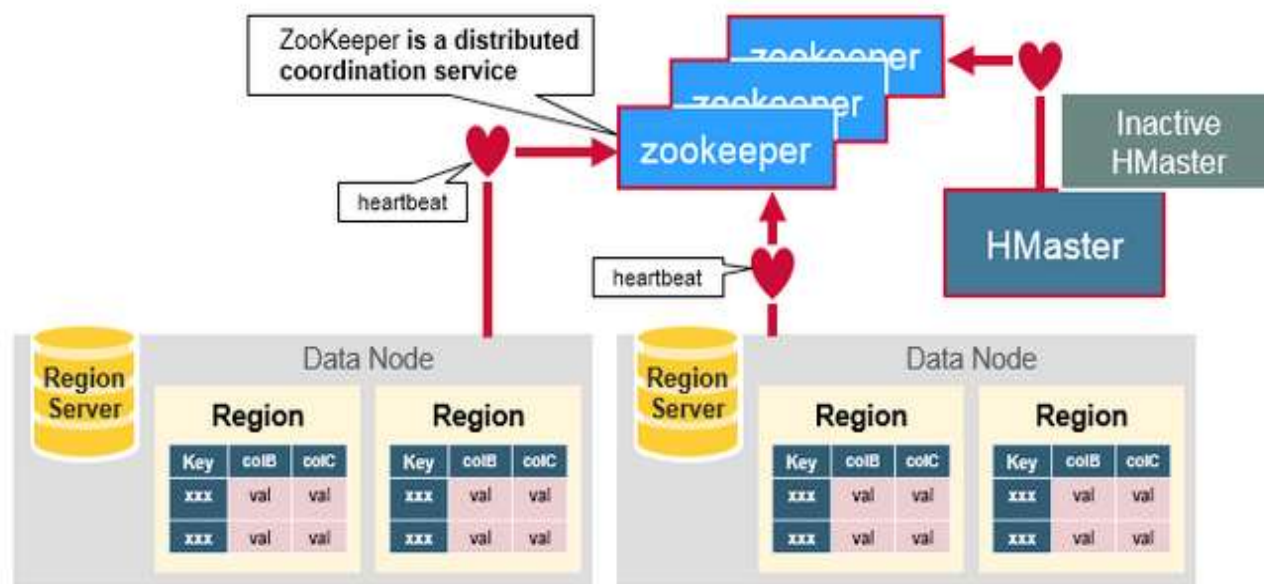 ZooKeeper is a distributed
coordination service
zookeeper
zookeeper
zookeeper
Inactive
HMaster
HMaster
heartbeat
heartbeat
Region
Server
Data Node
Region
Key colB colC
xxx val val
xxx val val
Region
Key colB colC
xxx val val
xxx val val
Region
Server
Data Node
Region
Key colB colC
xxx val val
xxx val val
Region
Key colB colC
xxx val val
xxx val val